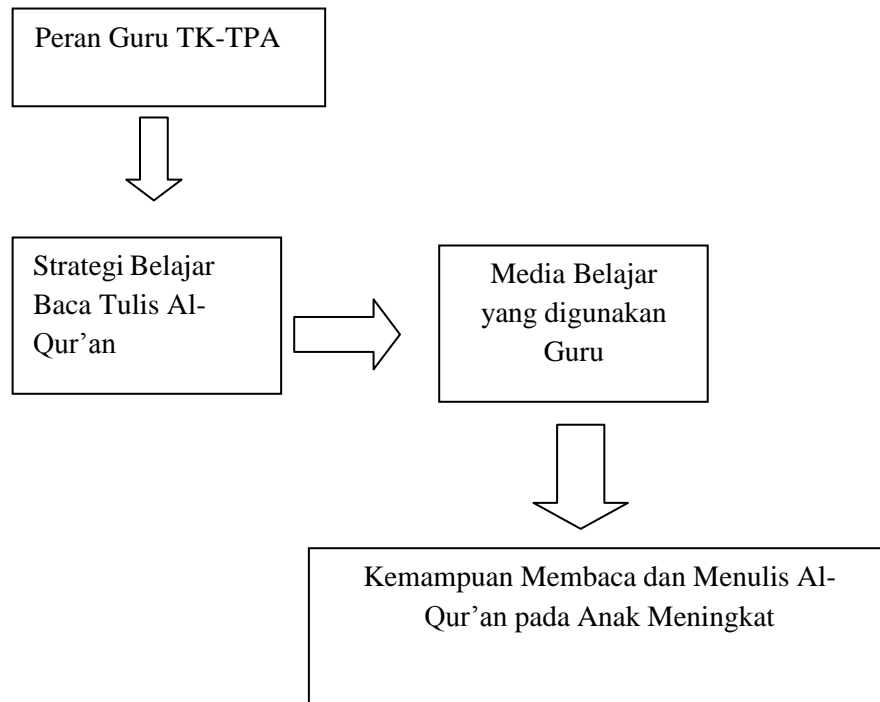 Peran Guru TK-TPA
Strategi Belajar
Baca Tulis Al-
Qur’an
Media Belajar
yang digunakan
Guru
Kemampuan Membaca dan Menulis Al-
Qur’an pada Anak Meningkat